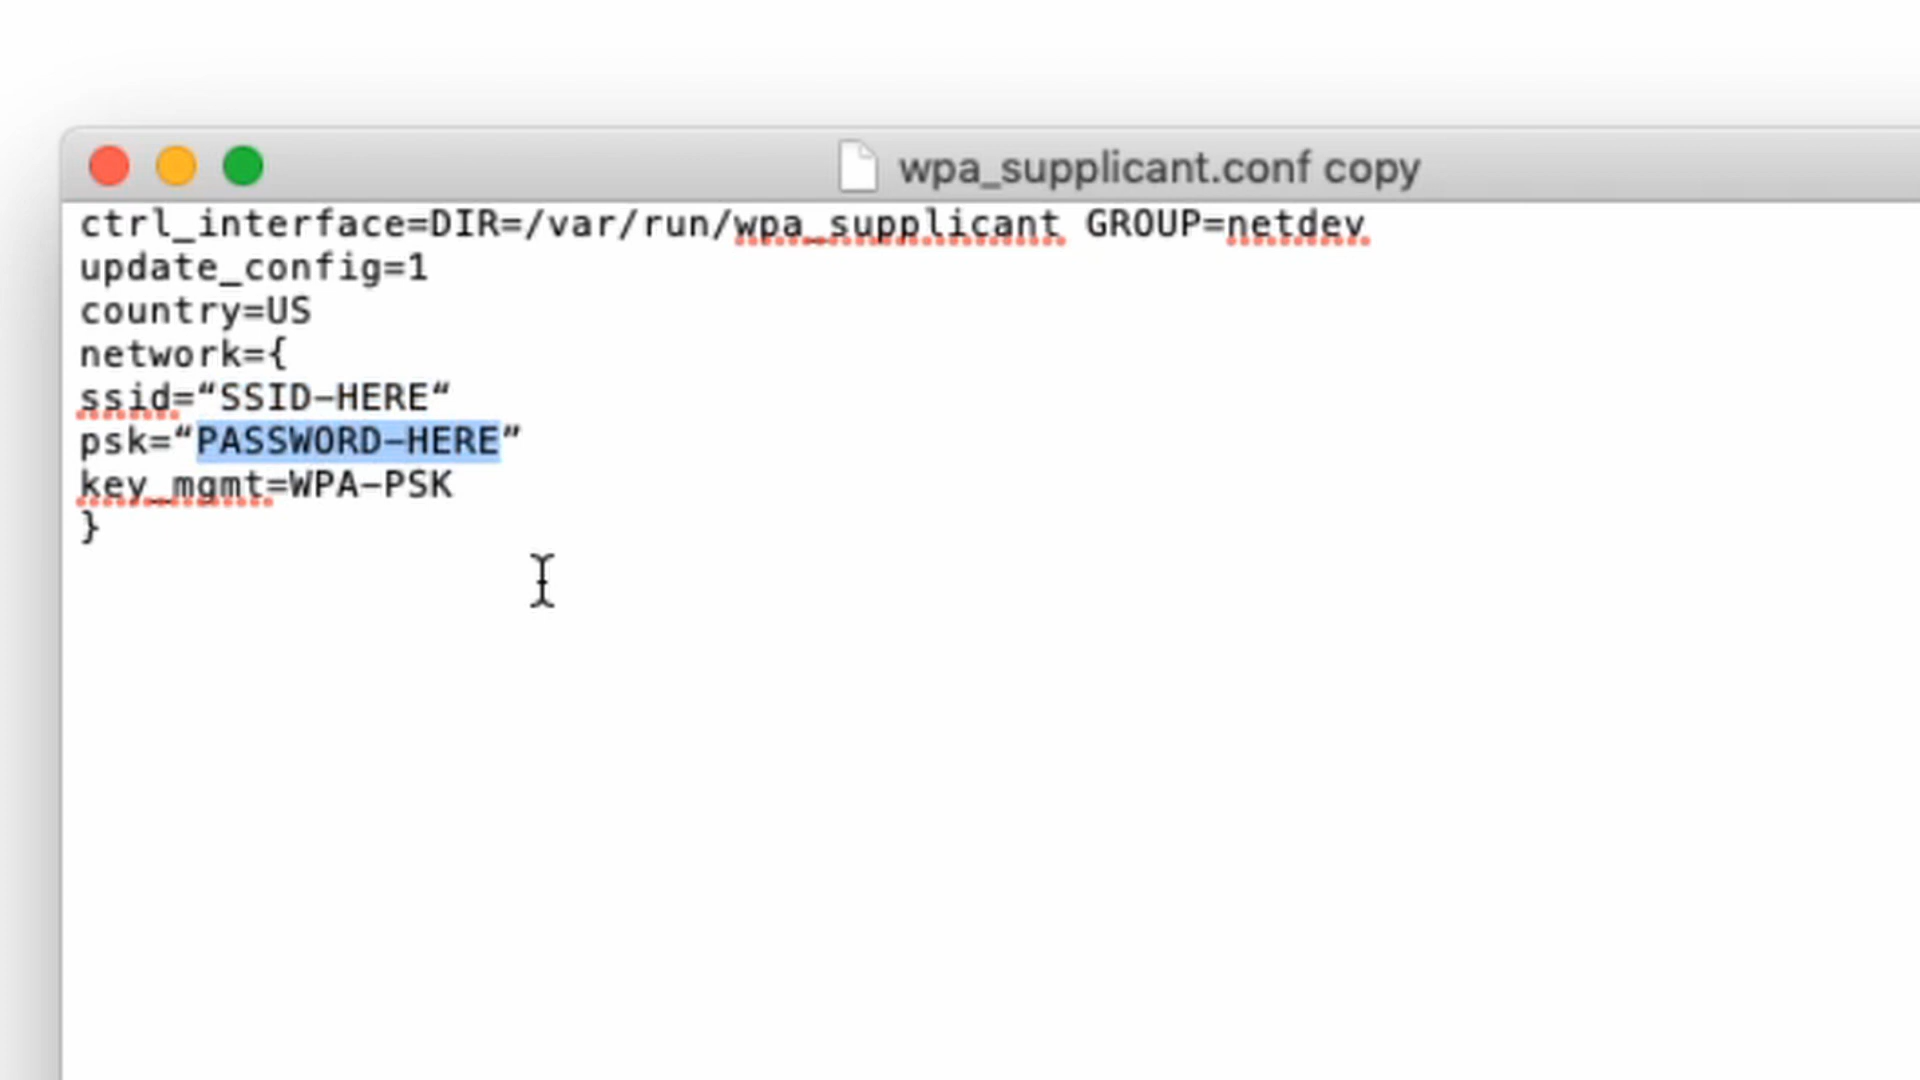 wpa_supplicant.conf copy
ctrl_interface=DIR=/var/run/wpa_supplicant GROUP=netdev
update_config=1
country=US
network={
ssid=“SSID-HERE“
psk=“PASSWORD-HERE”
key_mgmt=WPA-PSK
}